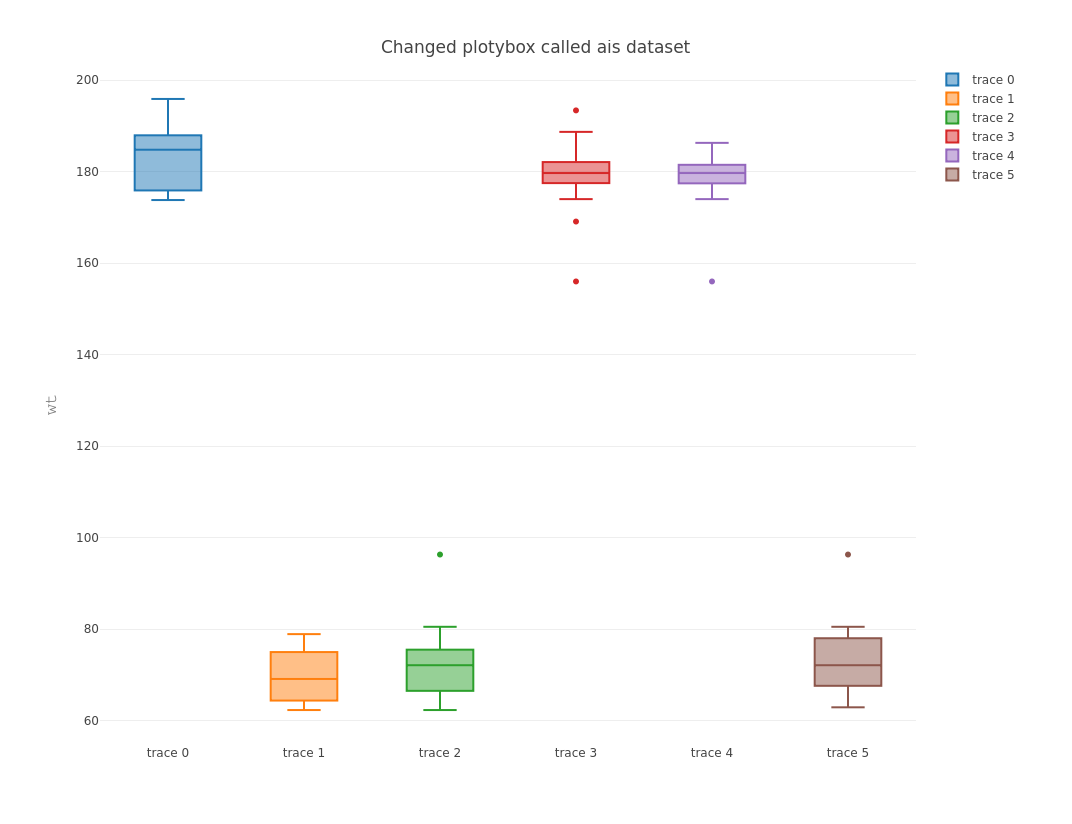 Changed plotybox called ais dataset
200
180
160
140
120
100
80
60
wt
trace 0
trace 1
trace 2
trace 3
trace 4
trace 5
trace 0
trace 1
trace 2
trace 3
trace 4
trace 5